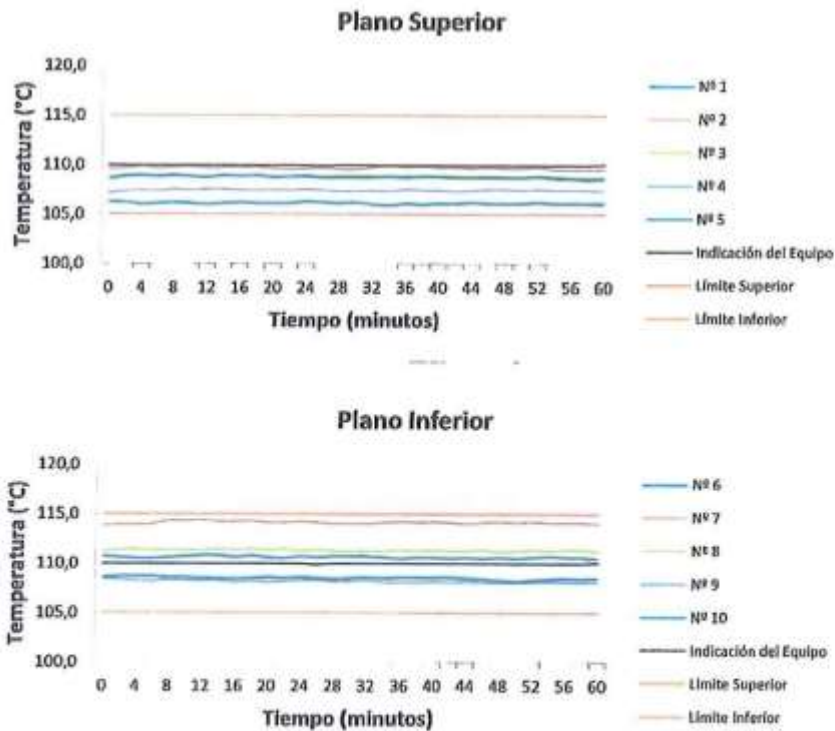 Plano Superior
Temperatura (°C)
120,0
115,0
110,0
105,0
100,0
0 4 8 12 16 20 24 28 32 36 40 44 48 52 56 60
Tiempo (minutos)
Nº 1
Nº 2
Nº 3
Nº 4
Nº 5
Indicación del Equipo
Límite Superior
Límite Inferior
Plano Inferior
Temperatura (°C)
120,0
115,0
110,0
105,0
100,0
0 4 8 12 16 20 24 28 32 36 40 44 48 52 56 60
Tiempo (minutos)
Nº 6
Nº 7
Nº 8
Nº 9
Nº 10
Indicación del Equipo
Límite Superior
Límite Inferior